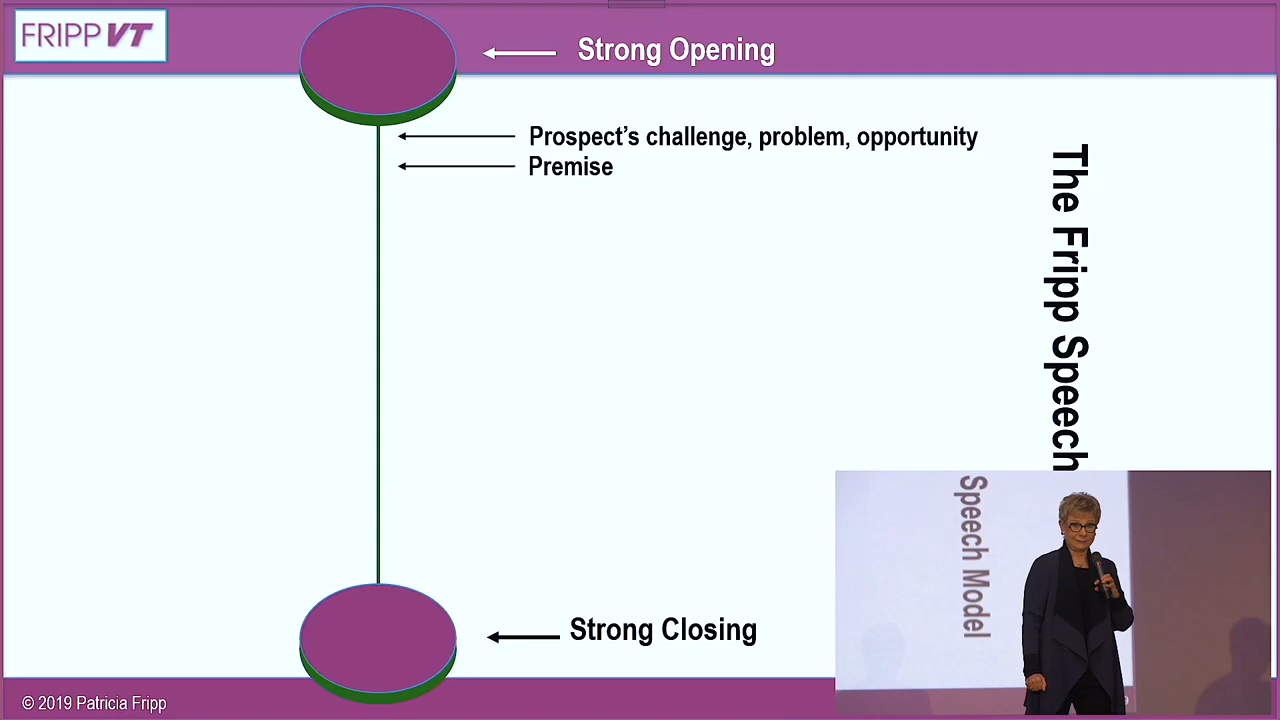 FRIPP VT
Strong Opening
Prospect's challenge, problem, opportunity
Premise
The Fripp Speech
Speech Model
Strong Closing
© 2019 Patricia Fripp